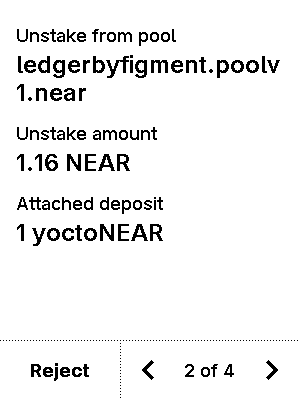 Unstake from pool
ledgerbyfigment.poolv
1.near
Unstake amount
1.16 NEAR
Attached deposit
1 yoctoNEAR
Reject
2 of 4